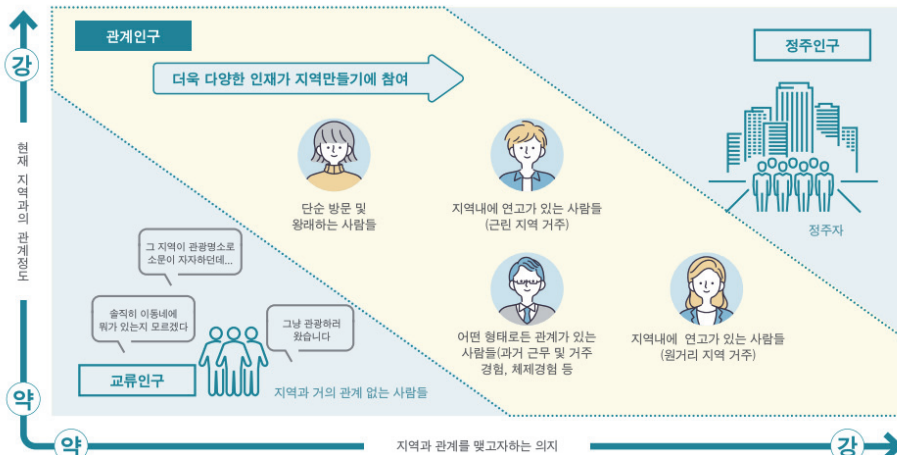 관계인구
정주인구
강
더욱 다양한 인재가 지역만들기에 참여
현재 지역과의 관계정도
단순 방문 및
왕래하는 사람들
지역내에 연고가 있는 사람들
(근린 지역 거주)
정주자
그 지역이 관광명소로
소문이 자자하던데...
솔직히 이동네에
뭐가 있는지 모르겠다
그냥 관광하러
왔습니다
어떤 형태로든 관계가 있는
사람들(과거 근무 및 거주
경험, 체제경험 등
지역내에 연고가 있는 사람들
(원거리 지역 거주)
교류인구
지역과 거의 관계 없는 사람들
약
약
지역과 관계를 맺고자하는 의지
강